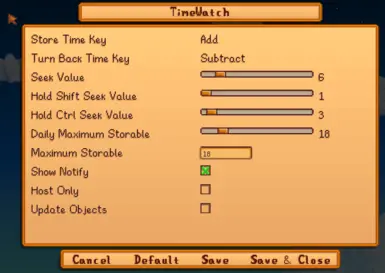 TimeWatch
Store Time Key Add
Turn Back Time Key Subtract
Seek Value 6
Hold Shift Seek Value 1
Hold Ctrl Seek Value 3
Daily Maximum Storable 18
Maximum Storable 18
Show Notify
Host Only
Update Objects
Cancel Default Save Save & Close